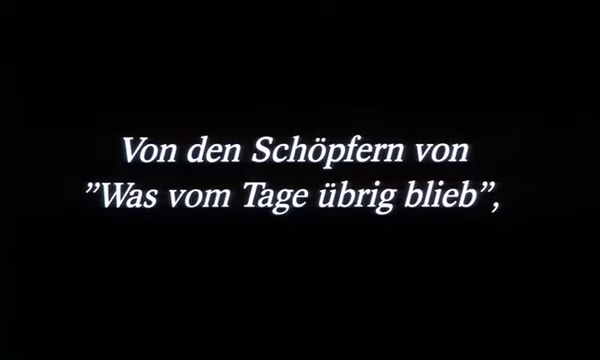 Von den Schöpfern von
”Was vom Tage übrig blieb”,